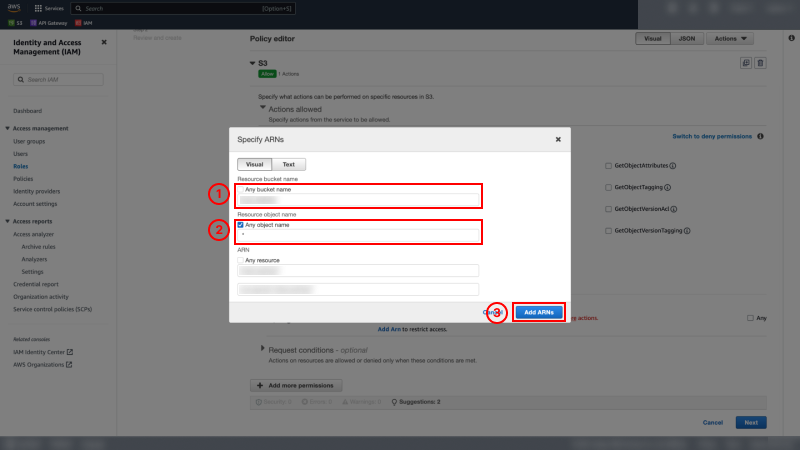 aws
Services
Search
[Option+S]
S3
API Gateway
IAM
Identity and Access
Management (IAM)
Search IAM
Dashboard
Access management
User groups
Users
Roles
Policies
Identity providers
Account settings
Access reports
Access analyzer
Archive rules
Analyzers
Settings
Credential report
Organization activity
Service control policies (SCPs)
Related consoles
IAM Identity Center
AWS Organizations
Review and create
Policy editor
Visual
JSON
Actions
S3
Allow
1 Actions
Specify what actions can be performed on specific resources in S3.
Actions allowed
Specify actions from the service to be allowed.
Switch to deny permissions
Specify ARNs
Visual
Text
Resource bucket name
1
Any bucket name
Resource object name
2
Any object name
*
ARN
Any resource
3
Add ARNs
GetObjectAttributes
GetObjectTagging
GetObjectVersionAcl
GetObjectVersionTagging
actions.
Any
Add Arn to restrict access.
Request conditions - optional
Actions on resources are allowed or denied only when these conditions are met.
Add more permissions
Security: 0
Errors: 0
Warnings: 0
Suggestions: 2
Cancel
Next